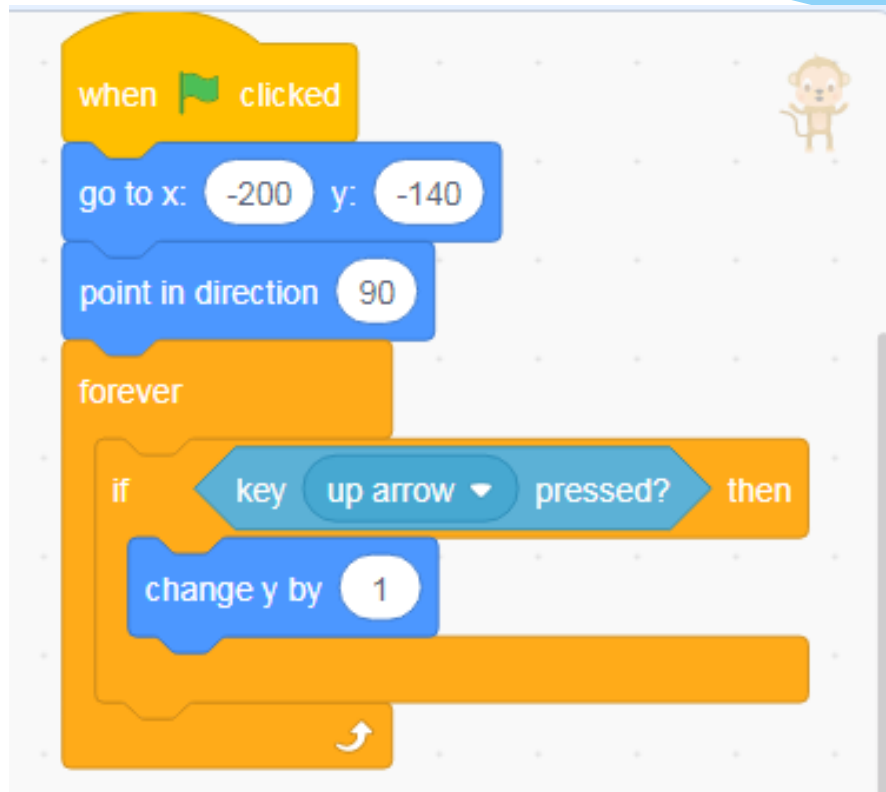 when clicked
go to x: -200 y: -140
point in direction 90
forever
if key up arrow pressed? then
change y by 1